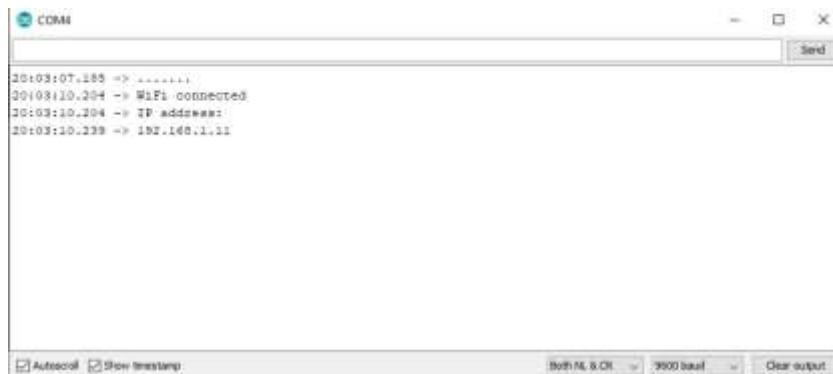 COM4
Send
20:03:07.185 -> .......
20:03:10.204 -> WiFi connected
20:03:10.204 -> IP address:
20:03:10.239 -> 192.168.1.11
Autoscroll Show timestamp Both NL & CR 9600 baud Clear output